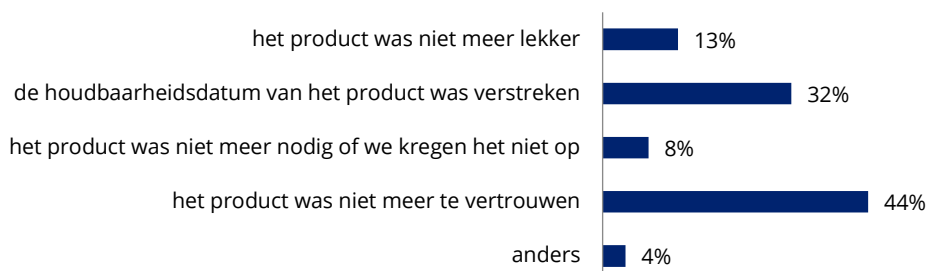 het product was niet meer lekker 13%
de houdbaarheidsdatum van het product was verstreken 32%
het product was niet meer nodig of we kregen het niet op 8%
het product was niet meer te vertrouwen 44%
anders 4%